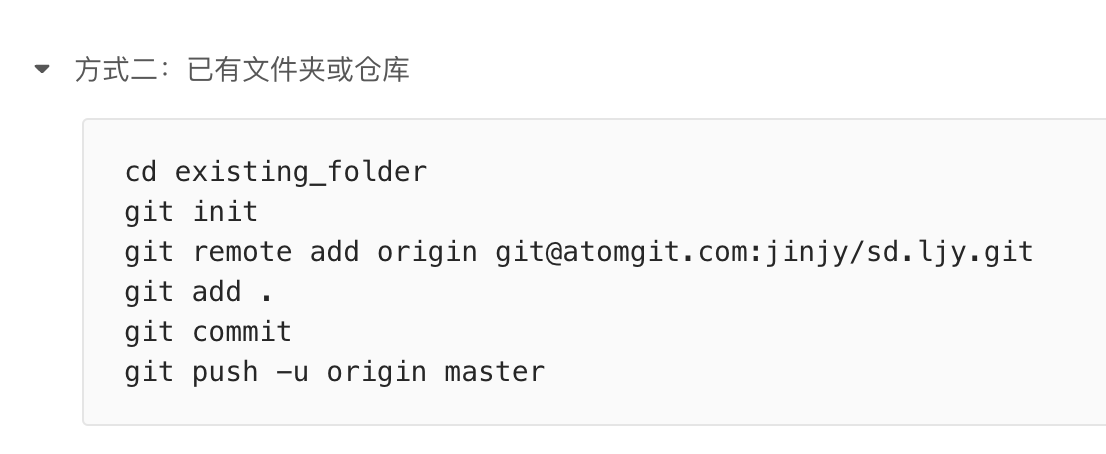 方式二：已有文件夹或仓库
cd existing_folder
git init
git remote add origin git@atomgit.com:jinjy/sd.ljy.git
git add .
git commit
git push -u origin master